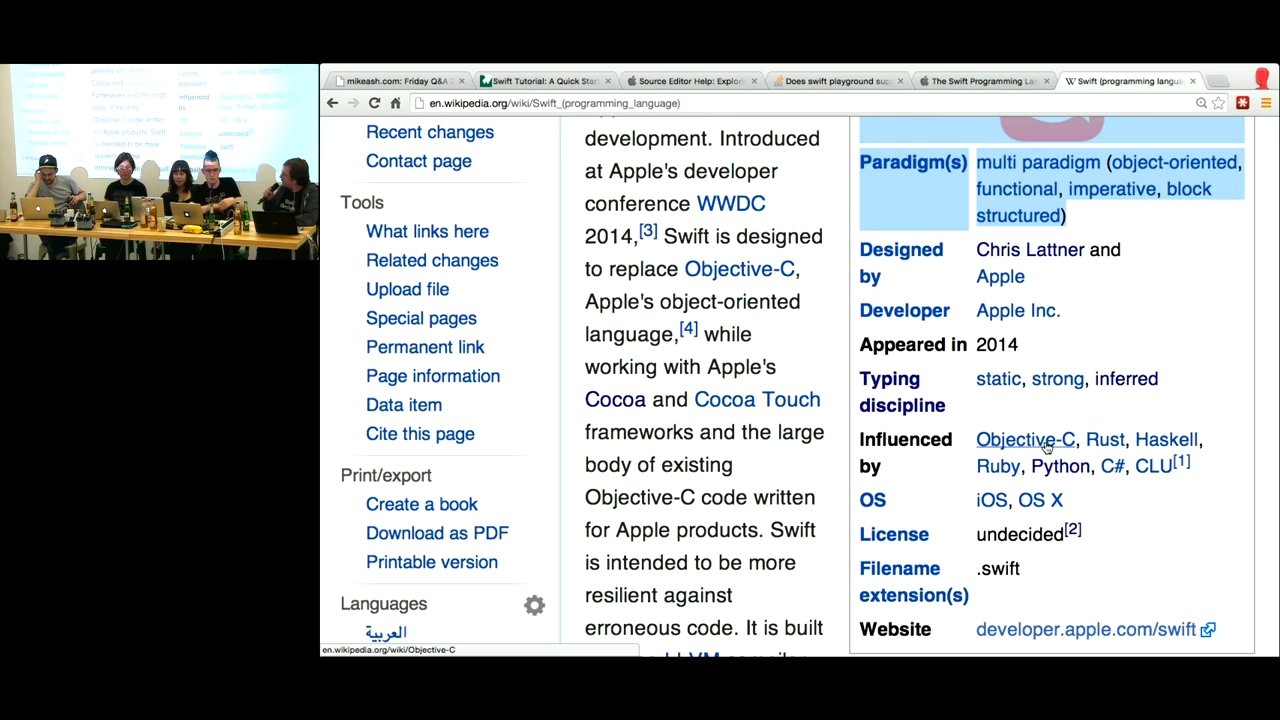 mikeash.com: Friday Q&A
Swift Tutorial: A Quick Star
Source Editor Help: Explori
Does swift playground sup
The Swift Programming La
Swift (programming langua
en.wikipedia.org/wiki/Swift_(programming_language)
Recent changes
Contact page
Tools
What links here
Related changes
Upload file
Special pages
Permanent link
Page information
Data item
Cite this page
Print/export
Create a book
Download as PDF
Printable version
Languages
العربية
development. Introduced
at Apple's developer
conference WWDC
2014,[3] Swift is designed
to replace Objective-C,
Apple's object-oriented
language,[4] while
working with Apple's
Cocoa and Cocoa Touch
frameworks and the large
body of existing
Objective-C code written
for Apple products. Swift
is intended to be more
resilient against
erroneous code. It is built
Paradigm(s) multi paradigm (object-oriented,
functional, imperative, block
structured)
Designed by Chris Lattner and
Apple
Developer Apple Inc.
Appeared in 2014
Typing discipline static, strong, inferred
Influenced by Objective-C, Rust, Haskell,
Ruby, Python, C#, CLU[1]
OS iOS, OS X
License undecided[2]
Filename extension(s) .swift
Website developer.apple.com/swift
en.wikipedia.org/wiki/Objective-C